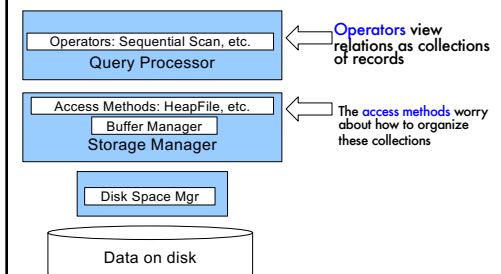 Operators: Sequential Scan, etc.
Query Processor
Operators view
relations as collections
of records
Access Methods: HeapFile, etc.
Buffer Manager
Storage Manager
The access methods worry
about how to organize
these collections
Disk Space Mgr
Data on disk